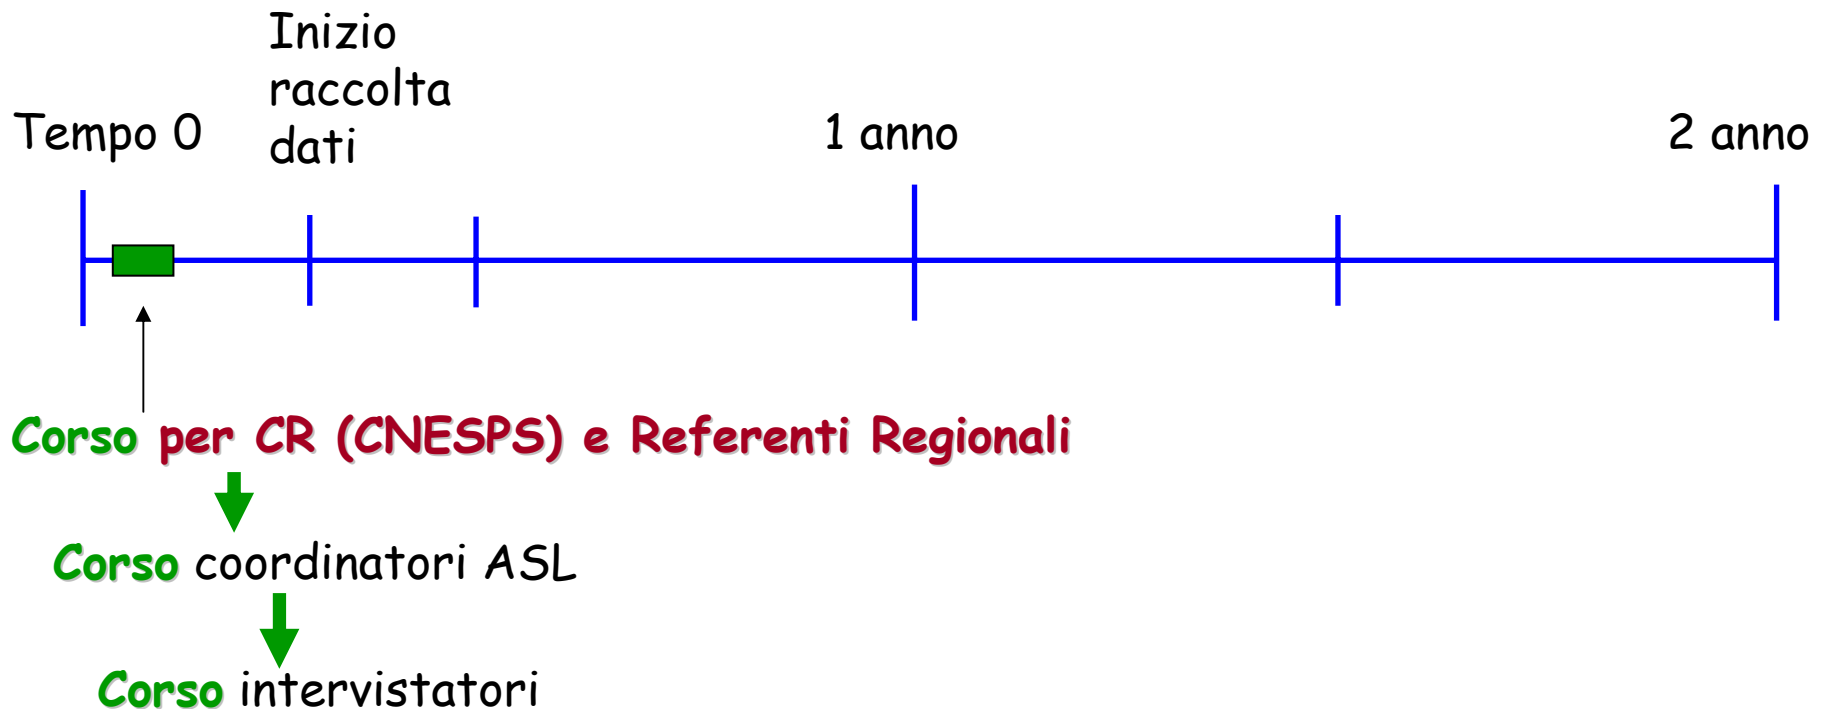 Tempo 0
Inizio
raccolta
dati
1 anno
2 anno
Corso per CR (CNESPS) e Referenti Regionali
Corso coordinatori ASL
Corso intervistatori